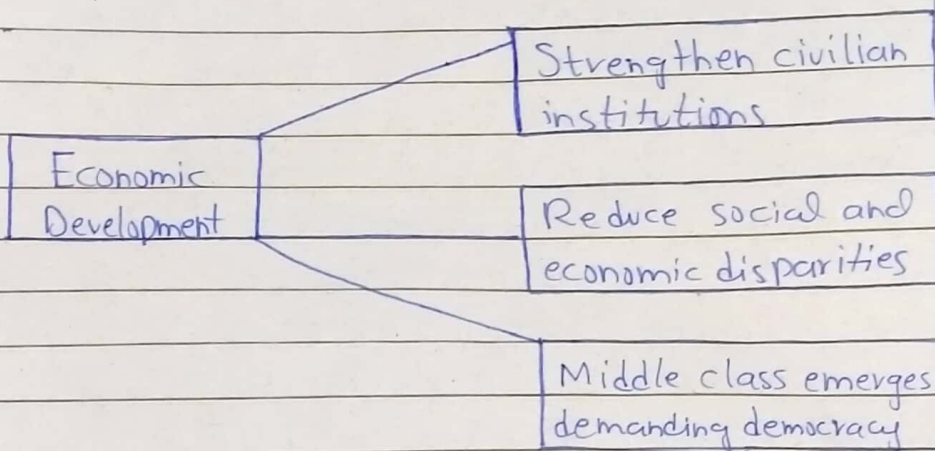 Strengthen civilian
institutions
Economic
Development
Reduce social and
economic disparities
Middle class emerges
demanding democracy